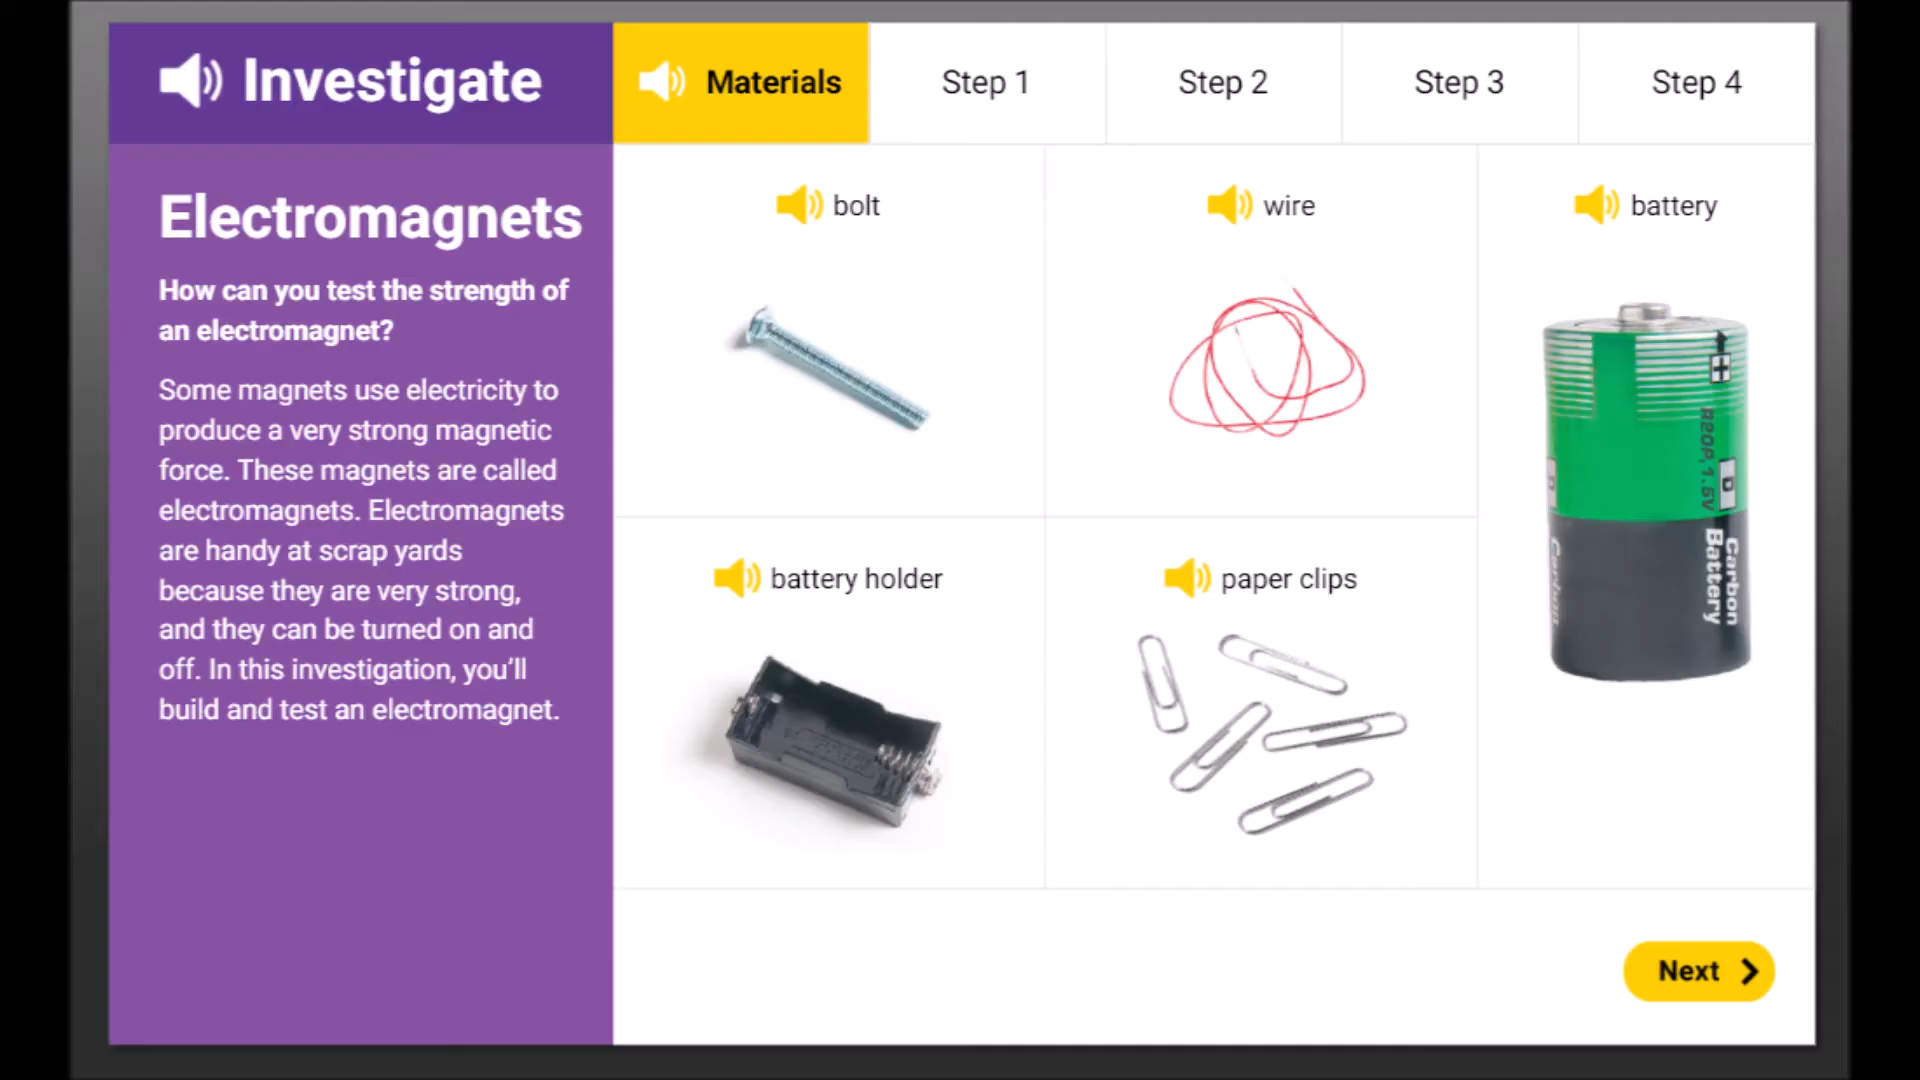 Investigate
Materials
Step 1
Step 2
Step 3
Step 4
Electromagnets
How can you test the strength of
an electromagnet?
Some magnets use electricity to
produce a very strong magnetic
force. These magnets are called
electromagnets. Electromagnets
are handy at scrap yards
because they are very strong,
and they can be turned on and
off. In this investigation, you'll
build and test an electromagnet.
bolt
wire
battery
R20P, 1.5V
D
Carbon
Battery
Carbon
battery holder
paper clips
Next